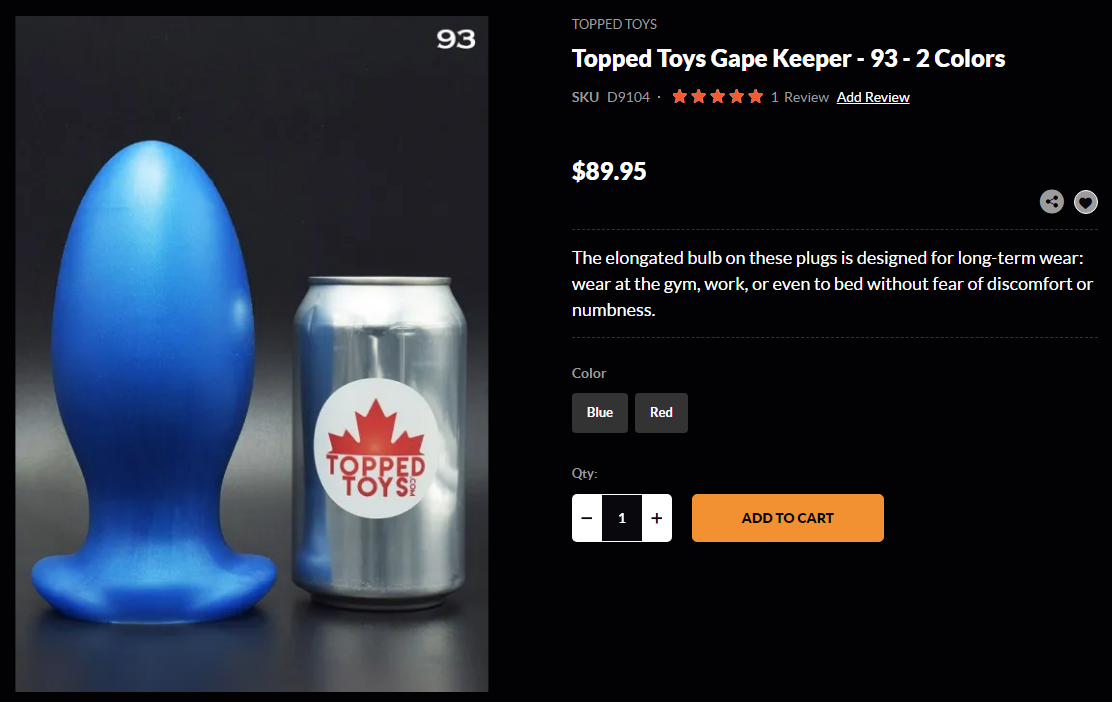 93
TOPPED TOYS
Topped Toys Gape Keeper - 93 - 2 Colors
SKU D9104 · 1 Review Add Review
$89.95
The elongated bulb on these plugs is designed for long-term wear:
wear at the gym, work, or even to bed without fear of discomfort or
numbness.
Color
Blue Red
Qty:
− 1 + ADD TO CART
TOPPED
TOYS.COM